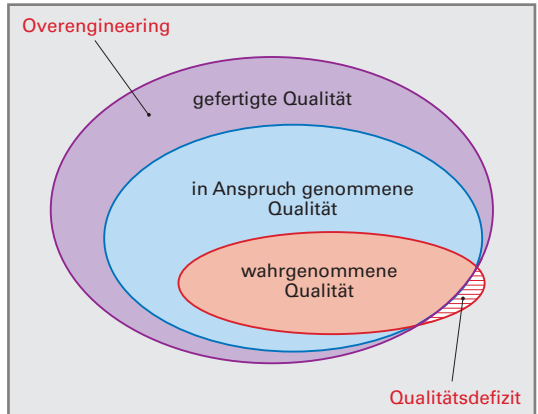 Overengineering
gefertigte Qualität
in Anspruch genommene
Qualität
wahrgenommene
Qualität
Qualitätsdefizit